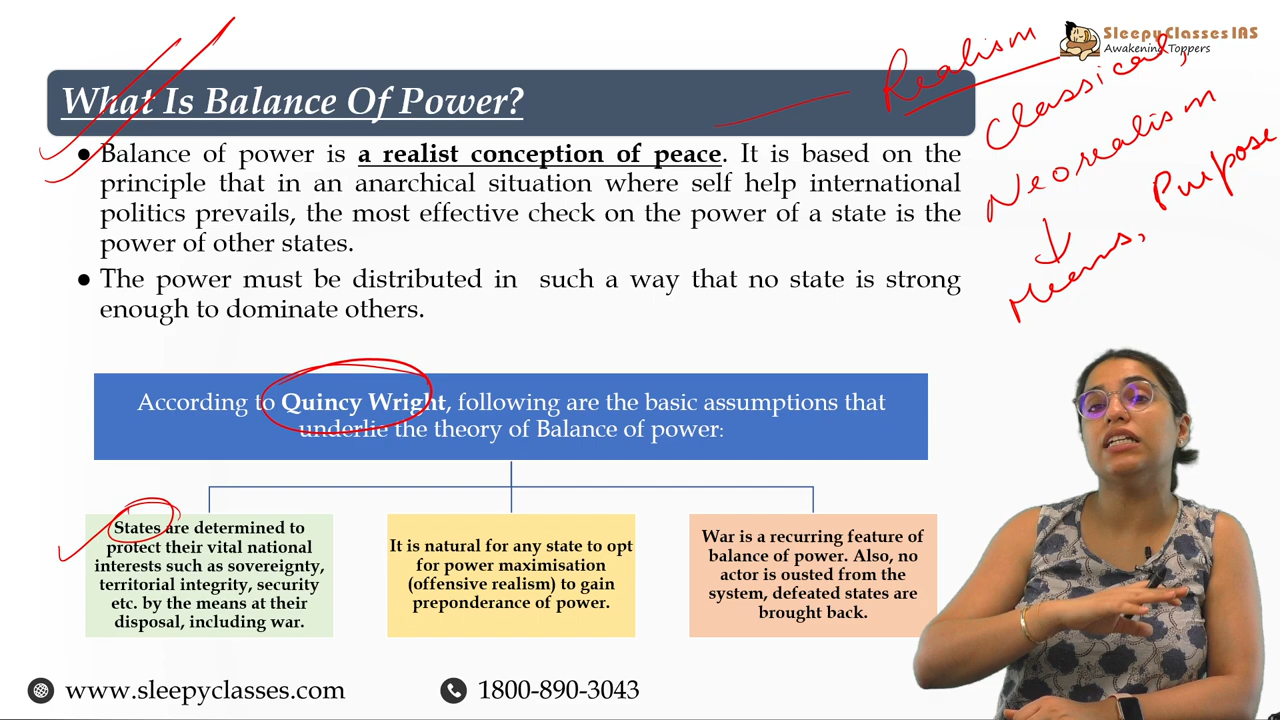 Sleepy Classes IAS
Awakening Toppers
What Is Balance Of Power?
Realism
Classical,
Neorealism
Means, Purpose
● Balance of power is a realist conception of peace. It is based on the
principle that in an anarchical situation where self help international
politics prevails, the most effective check on the power of a state is the
power of other states.
● The power must be distributed in such a way that no state is strong
enough to dominate others.
According to Quincy Wright, following are the basic assumptions that
underlie the theory of Balance of power:
States are determined to
protect their vital national
interests such as sovereignty,
territorial integrity, security
etc. by the means at their
disposal, including war.
It is natural for any state to opt
for power maximisation
(offensive realism) to gain
preponderance of power.
War is a recurring feature of
balance of power. Also, no
actor is ousted from the
system, defeated states are
brought back.
www.sleepyclasses.com
1800-890-3043